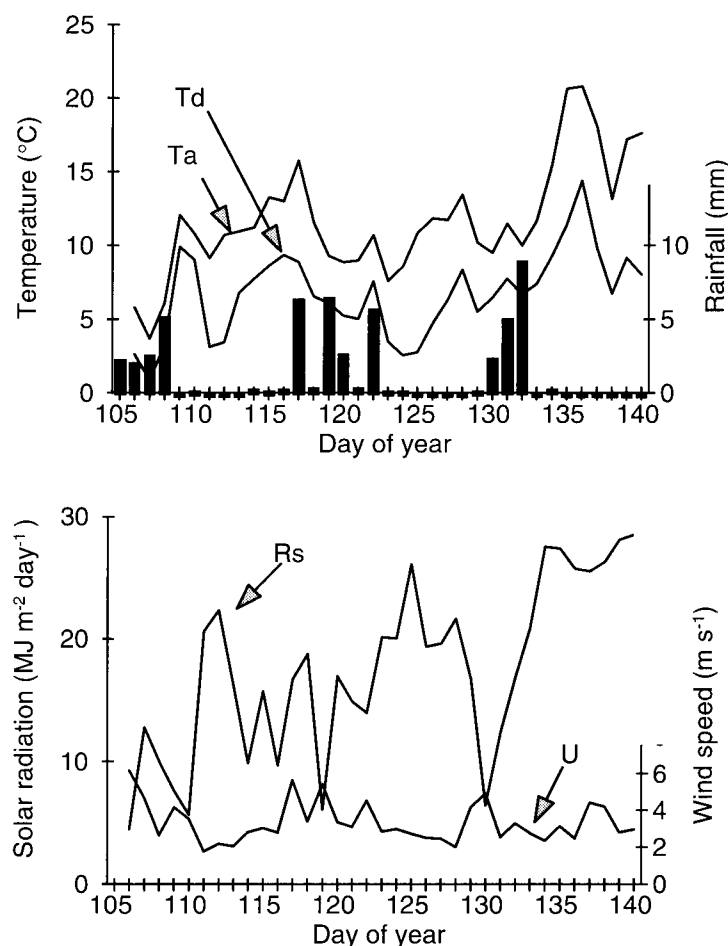 25
20
15
10
5
0
Temperature (°C)
Td
Ta
10
5
0
Rainfall (mm)
105 110 115 120 125 130 135 140
Day of year
30
20
10
0
Solar radiation (MJ m⁻² day⁻¹)
Rs
U
6
4
2
0
Wind speed (m s⁻¹)
105 110 115 120 125 130 135 140
Day of year